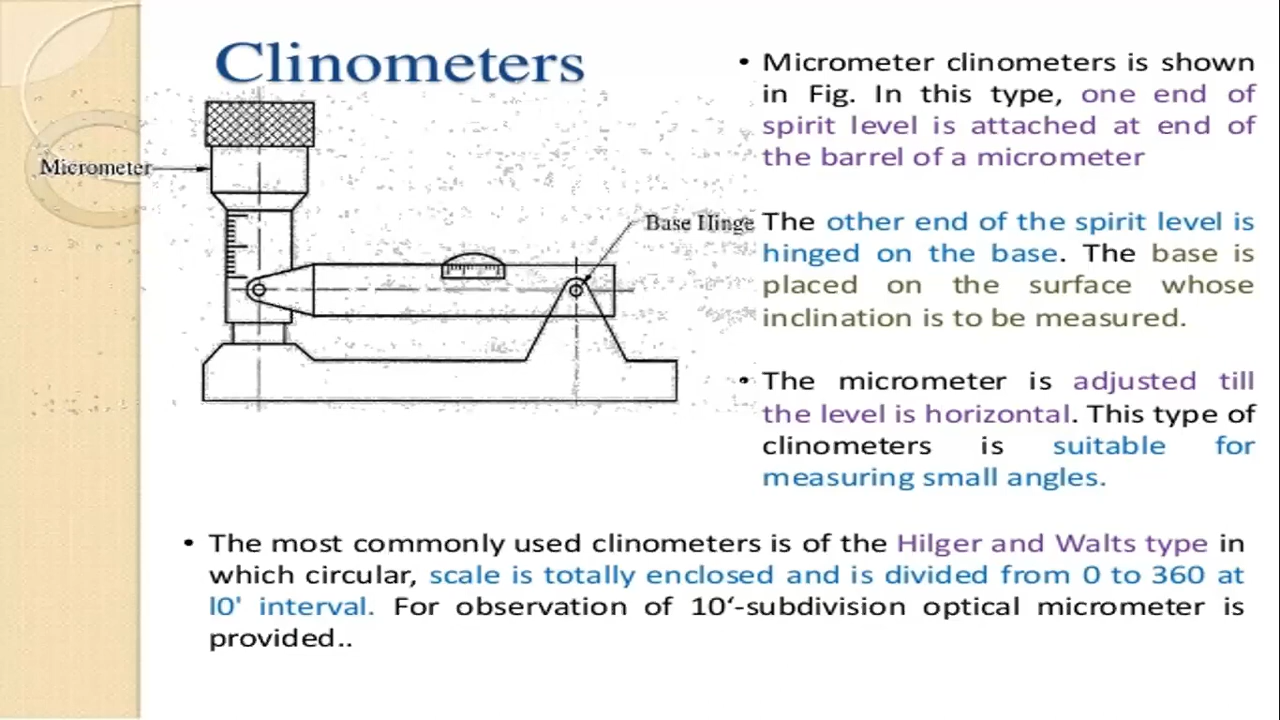 Clinometers
Micrometer
Base Hinge
• Micrometer clinometers is shown
in Fig. In this type, one end of
spirit level is attached at end of
the barrel of a micrometer
The other end of the spirit level is
hinged on the base. The base is
placed on the surface whose
inclination is to be measured.
• The micrometer is adjusted till
the level is horizontal. This type of
clinometers is suitable for
measuring small angles.
• The most commonly used clinometers is of the Hilger and Walts type in
which circular, scale is totally enclosed and is divided from 0 to 360 at
l0' interval. For observation of 10‘-subdivision optical micrometer is
provided..